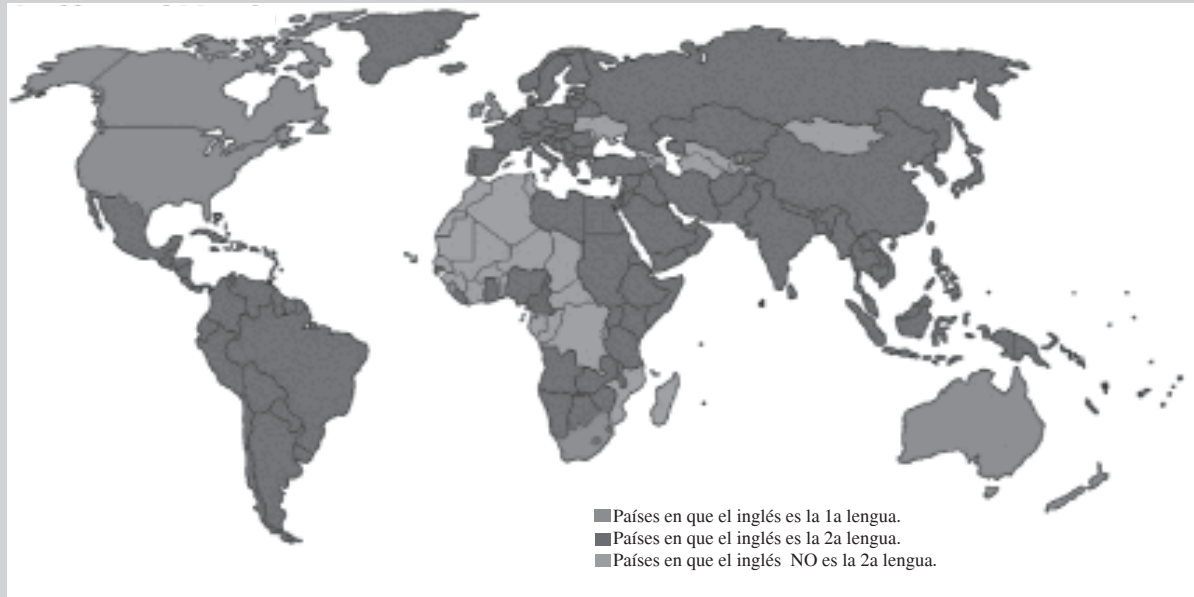 Países en que el inglés es la 1a lengua.
Países en que el inglés es la 2a lengua.
Países en que el inglés NO es la 2a lengua.